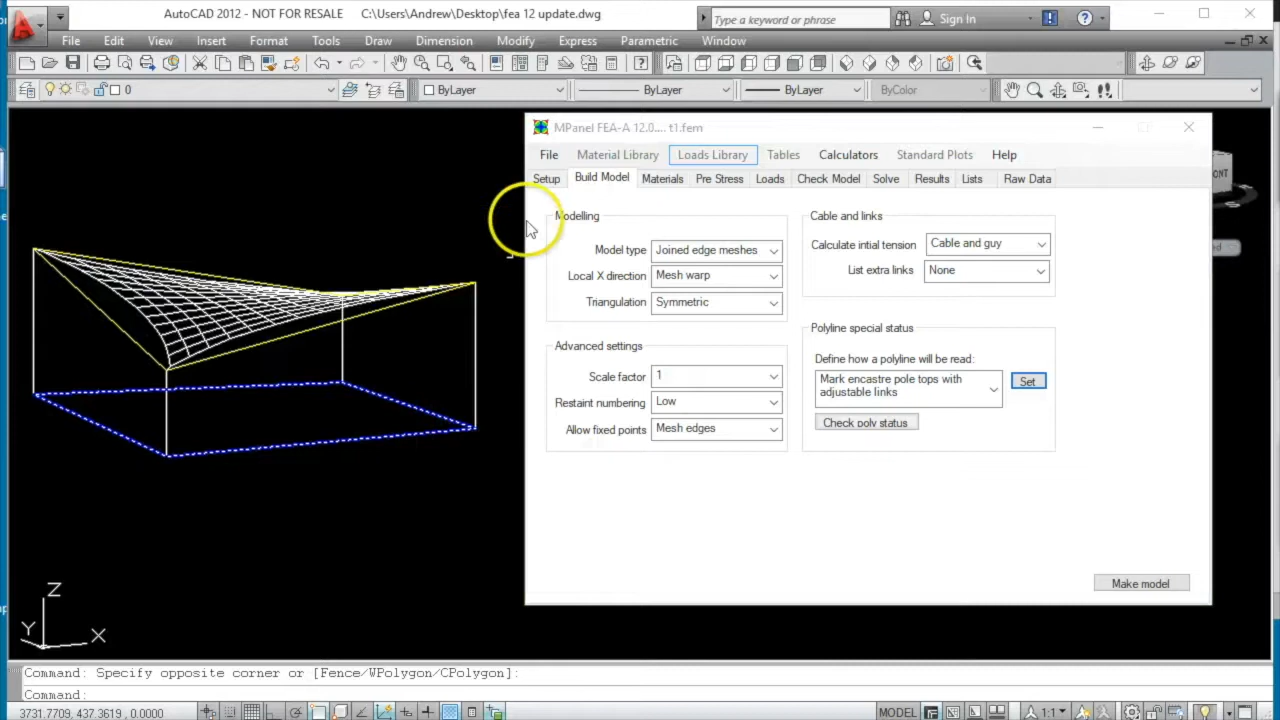 AutoCAD 2012 - NOT FOR RESALE C:\Users\Andrew\Desktop\fea 12 update.dwg
Type a keyword or phrase
Sign In
File Edit View Insert Format Tools Draw Dimension Modify Express Parametric Window
0
ByLayer
ByLayer
ByLayer
ByColor
MPanel FEA-A 12.0.... t1.fem
File Material Library Loads Library Tables Calculators Standard Plots Help
Setup Build Model Materials Pre Stress Loads Check Model Solve Results Lists Raw Data
Modelling
Model type Joined edge meshes
Local X direction Mesh warp
Triangulation Symmetric
Advanced settings
Scale factor 1
Restraint numbering Low
Allow fixed points Mesh edges
Cable and links
Calculate intial tension Cable and guy
List extra links None
Polyline special status
Define how a polyline will be read:
Mark encastre pole tops with
adjustable links
Set
Check poly status
Make model
Z
Y
X
Command: Specify opposite corner or [Fence/WPolygon/CPolygon]:
Command:
3731.7709, 437.3619 , 0.0000
MODEL
1:1